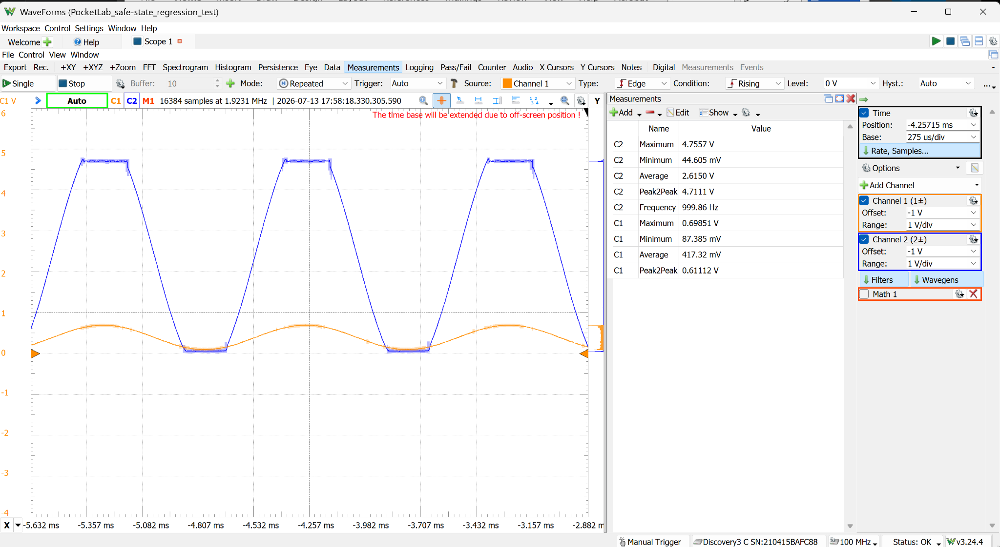 WaveForms (PocketLab_safe-state_regression_test)
Workspace Control Settings Window Help
Welcome Help Scope 1
File Control View Window
Export Rec. +XY +XYZ +Zoom FFT Spectrogram Histogram Persistence Eye Data Measurements Logging Pass/Fail Counter Audio X Cursors Y Cursors Notes Digital Measurements Events
Single Stop Buffer: 10 Mode: Repeated Trigger: Auto Source: Channel 1 Type: Edge Condition: Rising Level: 0 V Hyst.: Auto ...
C1 V Auto C1 C2 M1 16384 samples at 1.9231 MHz | 2026-07-13 17:58:18.330.305.590 Y
The time base will be extended due to off-screen position !
6
5
4
3
2
1
0
-1
-2
-3
-4
X -5.632 ms -5.357 ms -5.082 ms -4.807 ms -4.532 ms -4.257 ms -3.982 ms -3.707 ms -3.432 ms -3.157 ms -2.882 m
Measurements
Add Edit Show
Name Value
C2 Maximum 4.7557 V
C2 Minimum 44.605 mV
C2 Average 2.6150 V
C2 Peak2Peak 4.7111 V
C2 Frequency 999.86 Hz
C1 Maximum 0.69851 V
C1 Minimum 87.385 mV
C1 Average 417.32 mV
C1 Peak2Peak 0.61112 V
Time
Position: -4.25715 ms
Base: 275 us/div
Rate, Samples...
Options
Add Channel
Channel 1 (1±)
Offset: -1 V
Range: 1 V/div
Channel 2 (2±)
Offset: -1 V
Range: 1 V/div
Filters Wavegens
Math 1
Manual Trigger Discovery3 C SN:210415BAFC88 100 MHz Status: OK v3.24.4